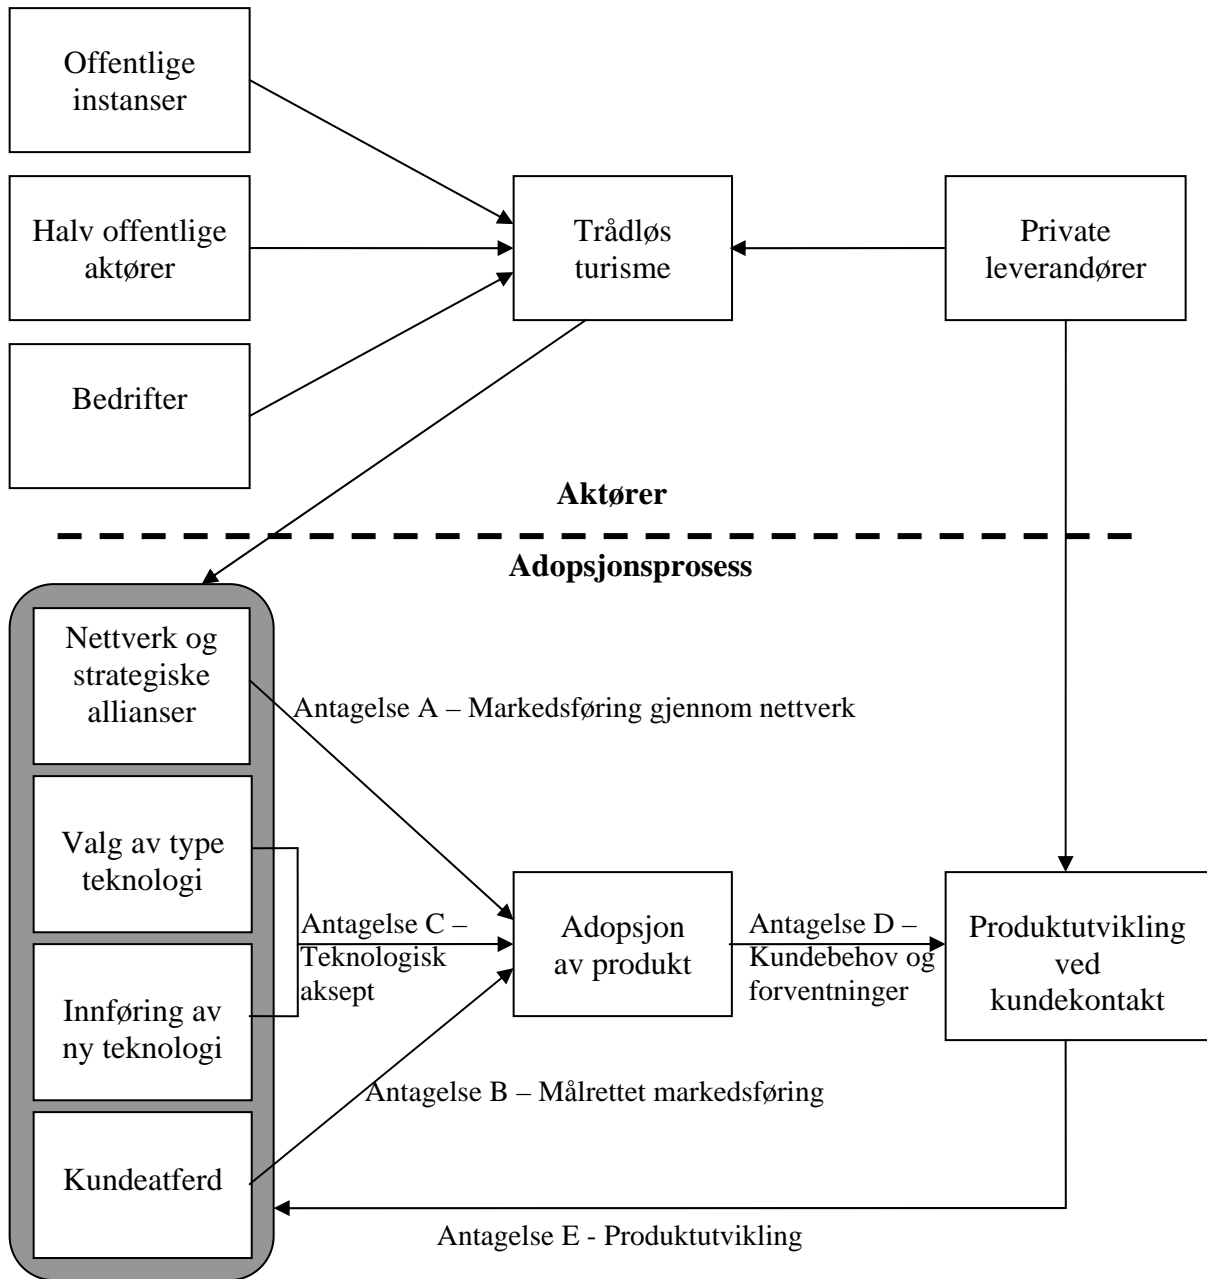 Offentlige
instanser
Halv offentlige
aktører
Trådløs
turisme
Private
leverandører
Bedrifter
Aktører
Adopsjonsprosess
Nettverk og
strategiske
allianser
Antagelse A – Markedsføring gjennom nettverk
Valg av type
teknologi
Antagelse C –
Teknologisk
aksept
Adopsjon
av produkt
Antagelse D –
Kundebehov og
forventninger
Produktutvikling
ved
kundekontakt
Innføring av
ny teknologi
Antagelse B – Målrettet markedsføring
Kundeatferd
Antagelse E - Produktutvikling